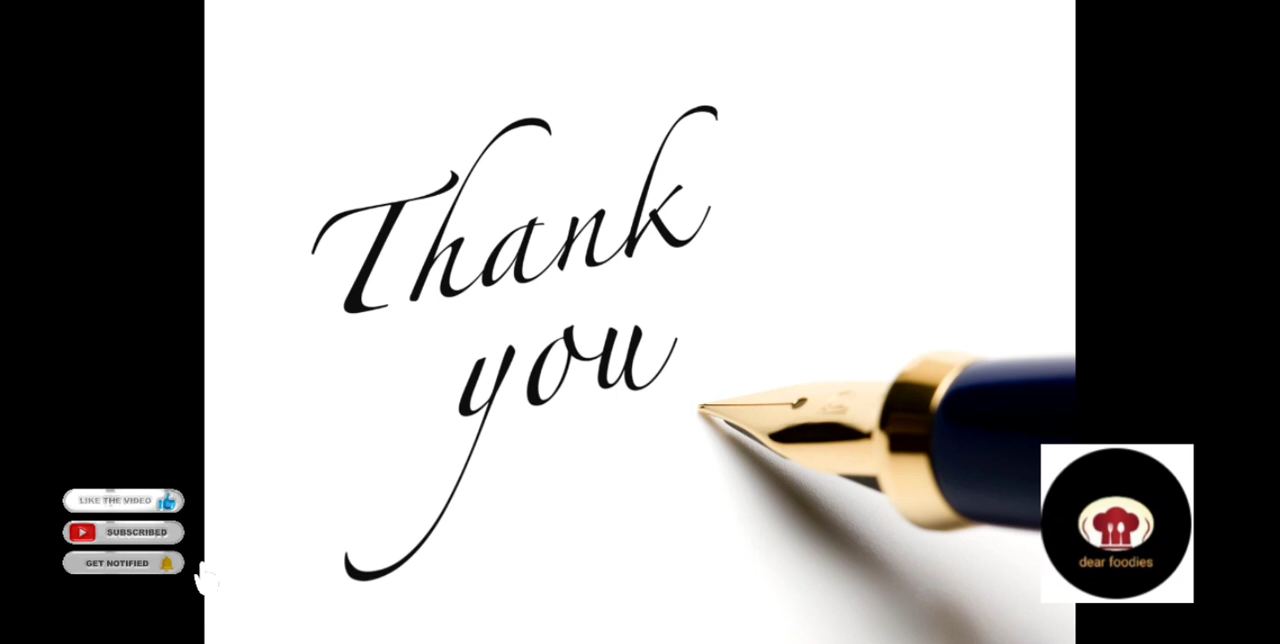 Thank
you
LIKE THE VIDEO
SUBSCRIBED
GET NOTIFIED
dear foodies